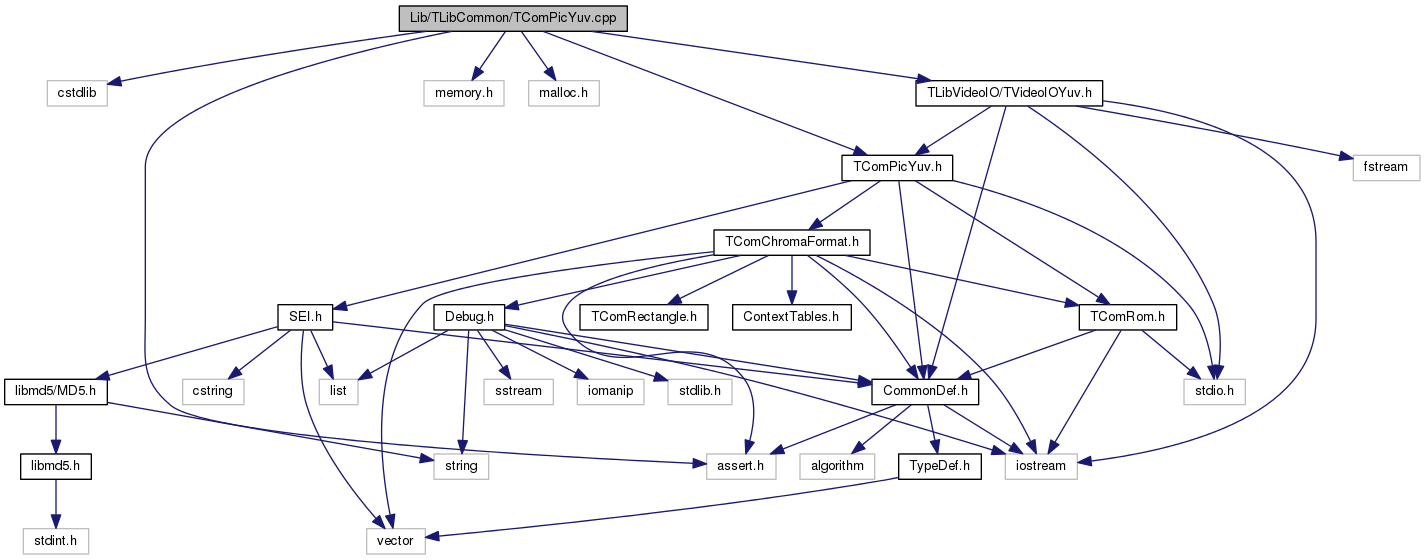 Lib/TLibCommon/TComPicYuv.cpp
cstdlib
memory.h
malloc.h
TLibVideoIO/TVideoIOYuv.h
TComPicYuv.h
fstream
TComChromaFormat.h
SEI.h
Debug.h
TComRectangle.h
ContextTables.h
TComRom.h
libmd5/MD5.h
cstring
list
sstream
iomanip
stdlib.h
CommonDef.h
stdio.h
libmd5.h
string
assert.h
algorithm
TypeDef.h
iostream
stdint.h
vector